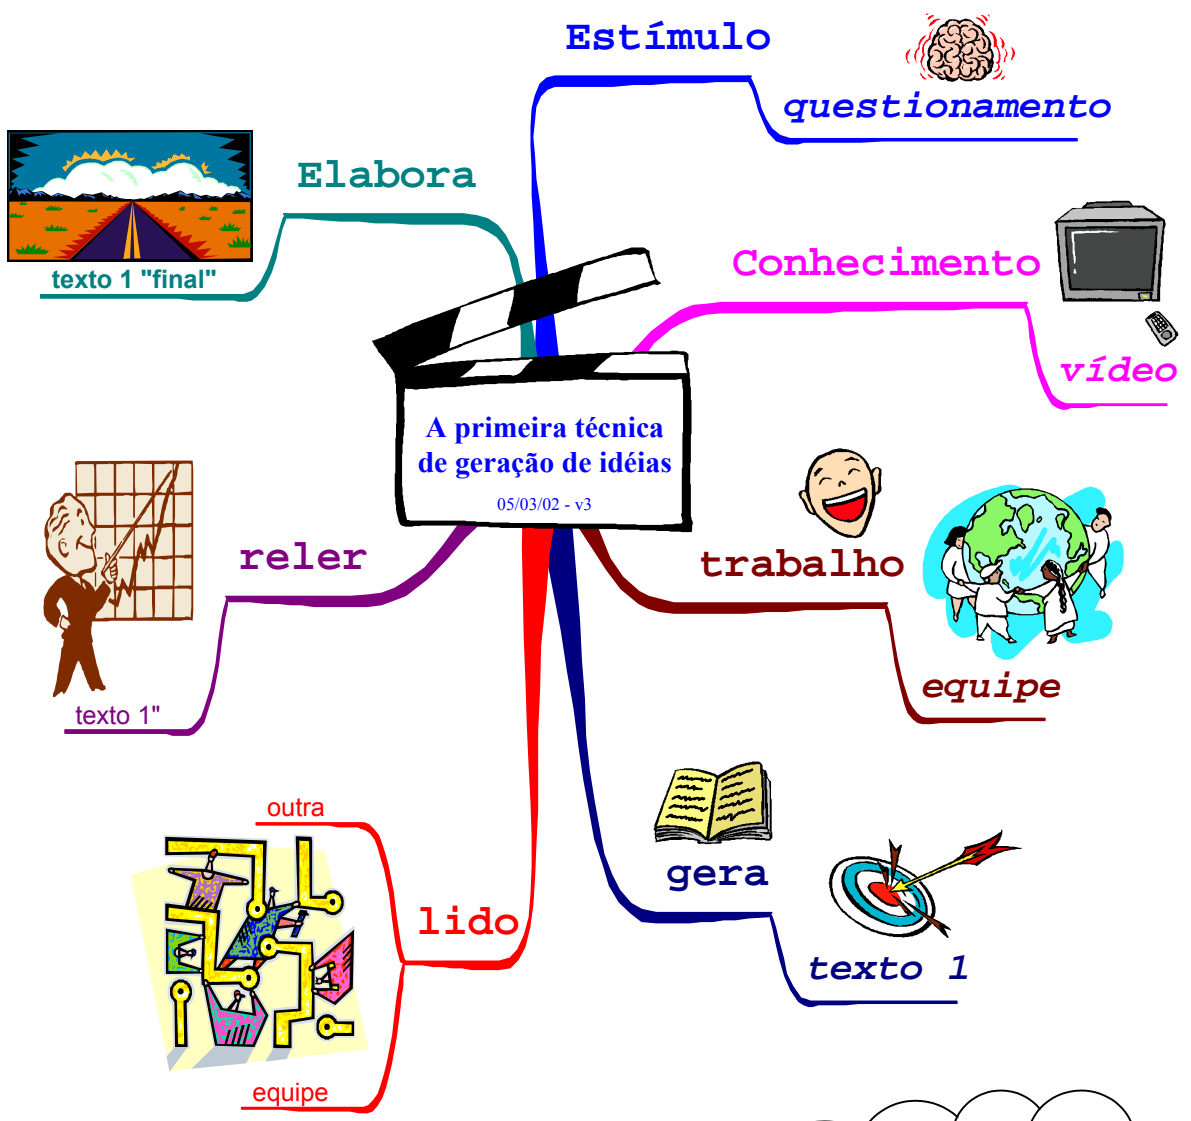 A primeira técnica
de geração de idéias
05/03/02 - v3
Estímulo
questionamento
Conhecimento
vídeo
trabalho
equipe
gera
texto 1
lido
outra
equipe
reler
texto 1"
Elabora
texto 1 "final"